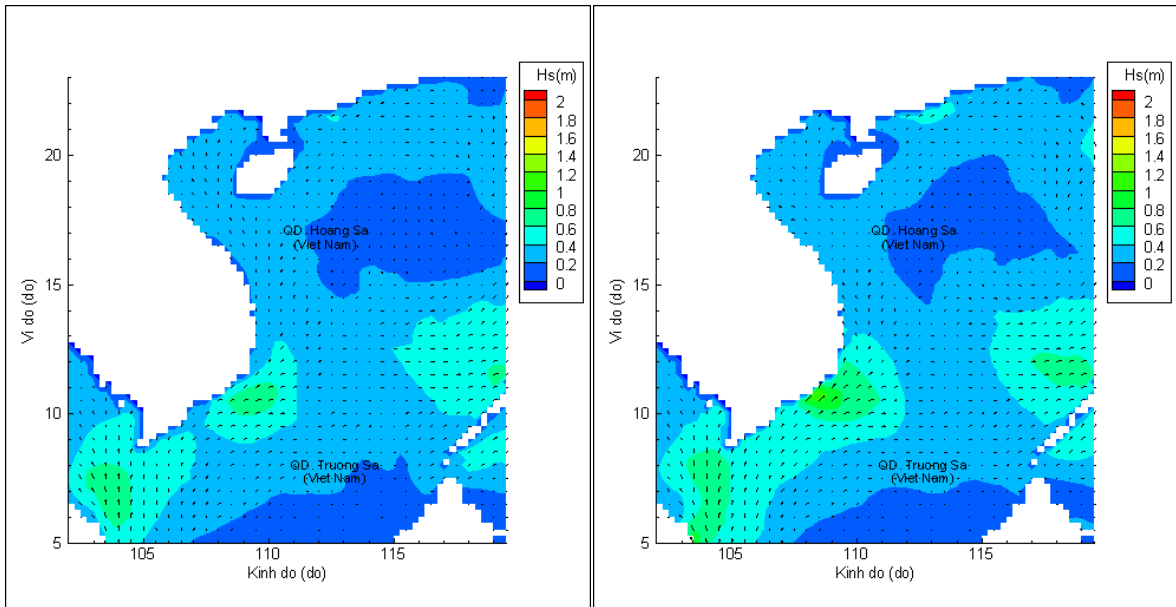 Hs(m)
2
1.8
1.6
1.4
1.2
1
0.8
0.6
0.4
0.2
0
20
15
10
5
Vi do (do)
QD. Hoang Sa
(Viet Nam)
QD. Truong Sa
(Viet Nam)
105
110
115
Kinh do (do)
Hs(m)
2
1.8
1.6
1.4
1.2
1
0.8
0.6
0.4
0.2
0
20
15
10
5
Vi do (do)
QD. Hoang Sa
(Viet Nam)
QD. Truong Sa
(Viet Nam)
105
110
115
Kinh do (do)